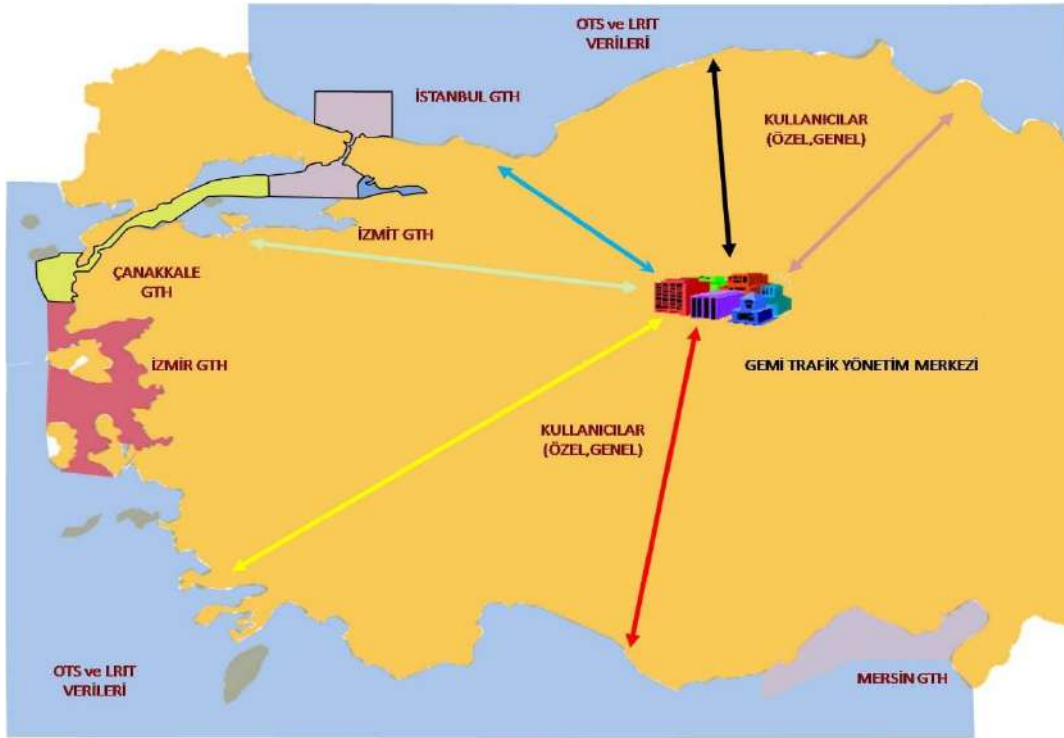 OTS ve LRIT
VERİLERİ
İSTANBUL GTH
KULLANICILAR
(ÖZEL,GENEL)
İZMİT GTH
ÇANAKKALE
GTH
İZMİR GTH
GEMİ TRAFİK YÖNETİM MERKEZİ
KULLANICILAR
(ÖZEL,GENEL)
OTS ve LRIT
VERİLERİ
MERSİN GTH